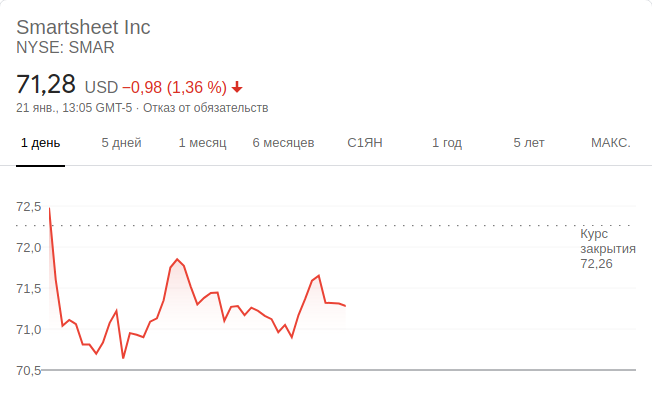 Smartsheet Inc
NYSE: SMAR
71,28 USD −0,98 (1,36 %)
21 янв., 13:05 GMT-5 · Отказ от обязательств
1 день 5 дней 1 месяц 6 месяцев С1ЯН 1 год 5 лет МАКС.
72,5
72,0
71,5
71,0
70,5
Курс
закрытия
72,26